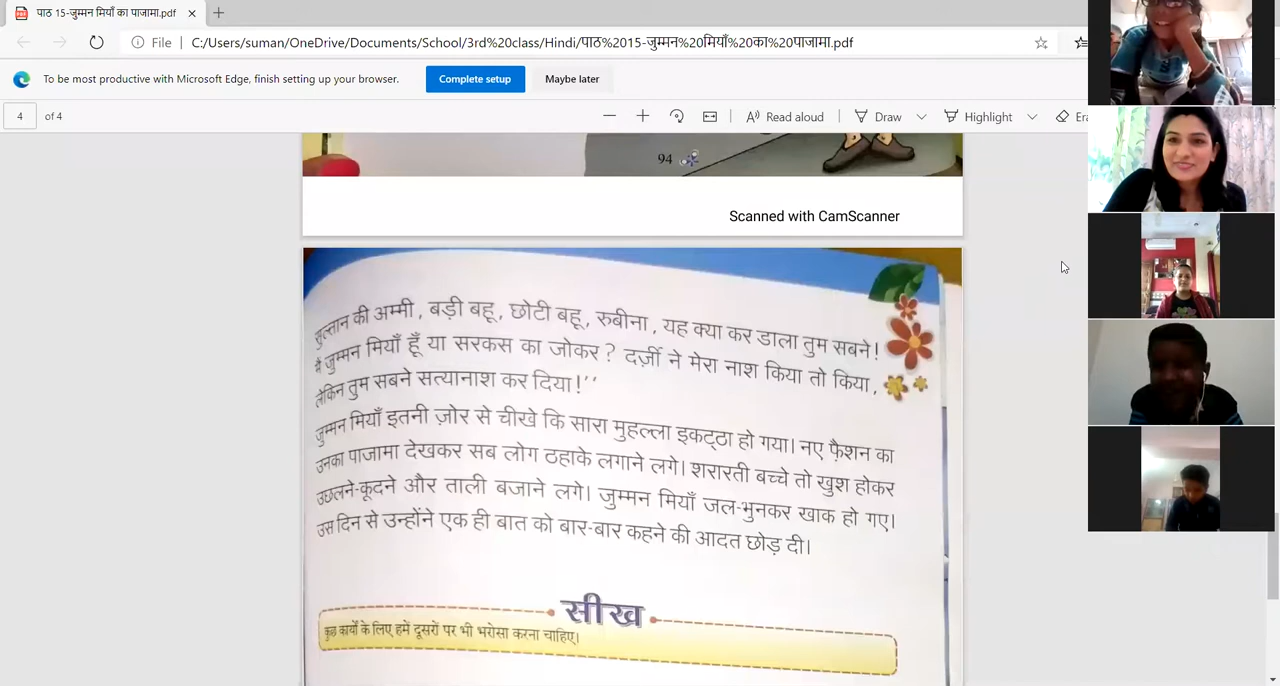 पाठ 15-जुम्मन मियाँ का पाजामा.pdf
File
C:/Users/suman/OneDrive/Documents/School/3rd%20class/Hindi/पाठ%2015-जुम्मन%20मियाँ%20का%20पाजामा.pdf
To be most productive with Microsoft Edge, finish setting up your browser.
Complete setup
Maybe later
4 of 4
Read aloud
Draw
Highlight
Era
94
Scanned with CamScanner
सुल्तान की अम्मी, बड़ी बहू, छोटी बहू, रुबीना, यह क्या कर डाला तुम सबने!
मैं जुम्मन मियाँ हूँ या सरकस का जोकर? दर्ज़ी ने मेरा नाश किया तो किया,
लेकिन तुम सबने सत्यानाश कर दिया!’’
जुम्मन मियाँ इतनी ज़ोर से चीखे कि सारा मुहल्ला इकट्ठा हो गया। नए फ़ैशन का
उनका पाजामा देखकर सब लोग ठहाके लगाने लगे। शरारती बच्चे तो खुश होकर
उछलने-कूदने और ताली बजाने लगे। जुम्मन मियाँ जल-भुनकर खाक हो गए।
उस दिन से उन्होंने एक ही बात को बार-बार कहने की आदत छोड़ दी।
सीख
कुछ कार्यों के लिए हमें दूसरों पर भी भरोसा करना चाहिए।